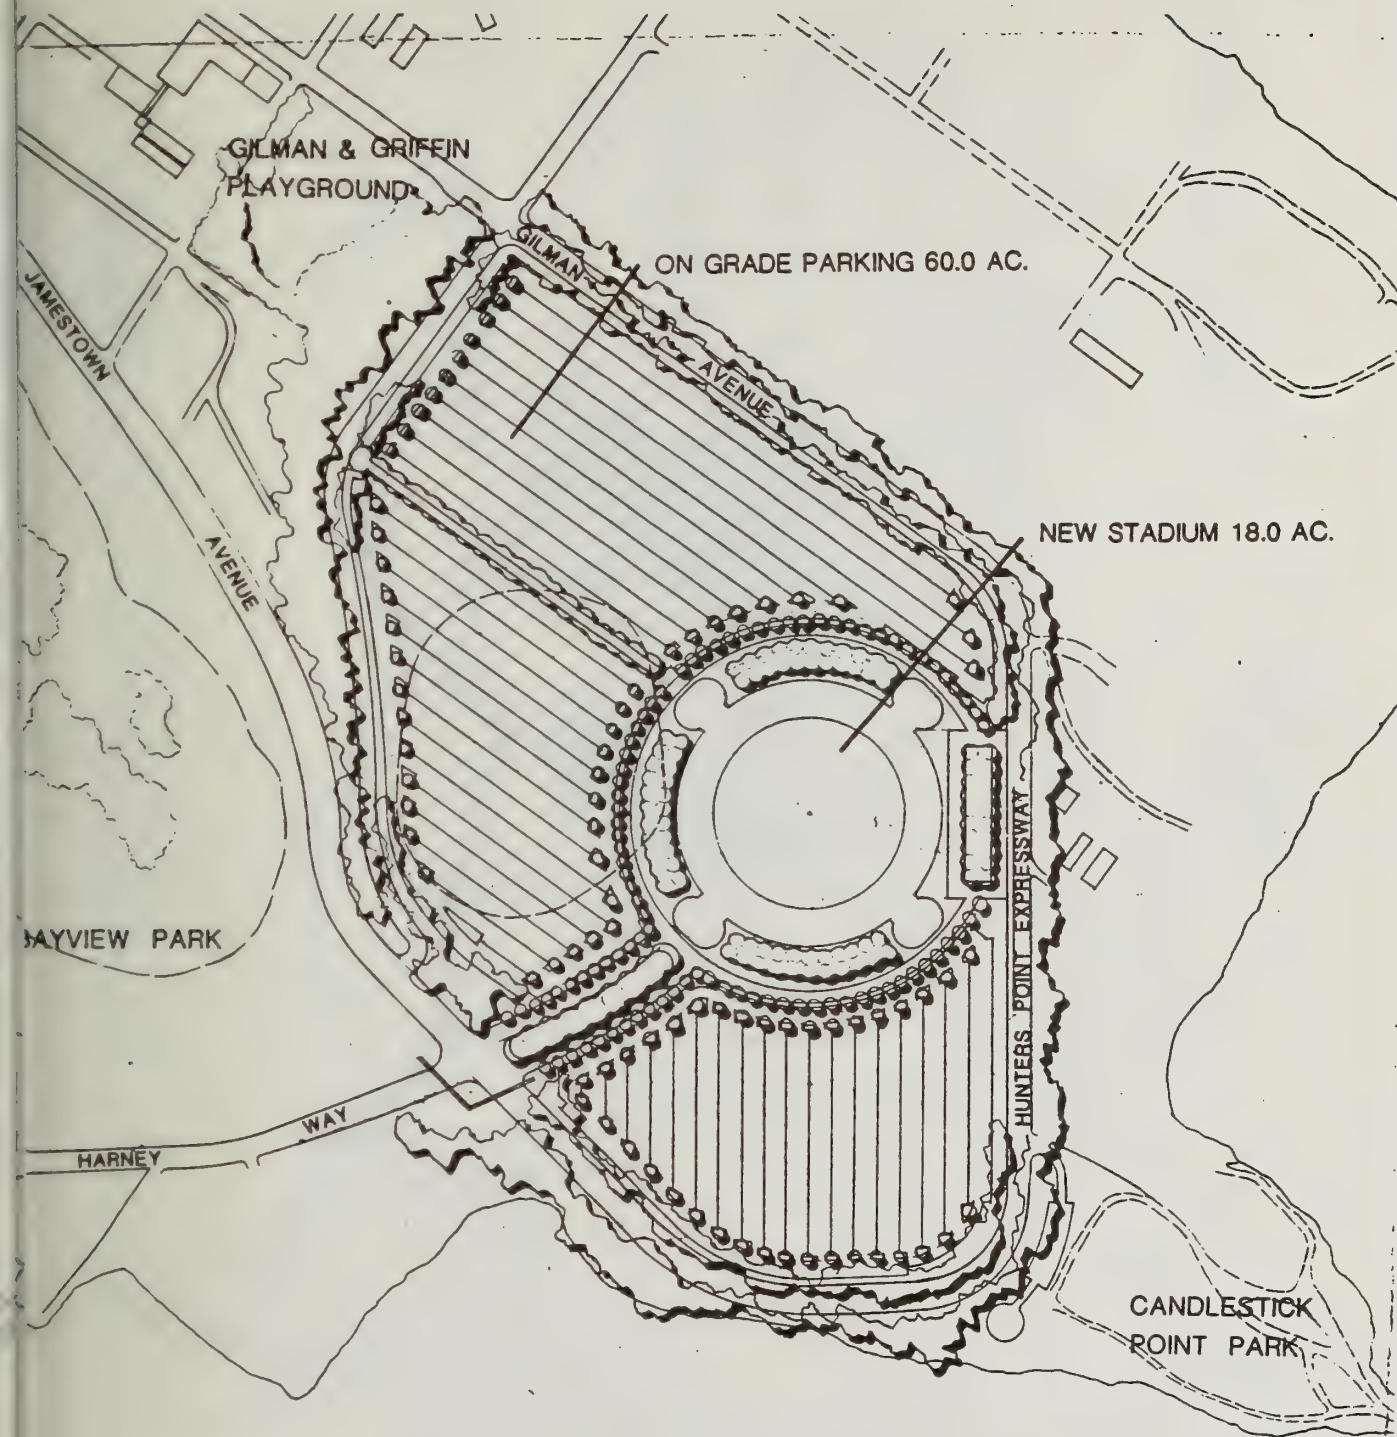 GILMAN & GRIFFIN
PLAYGROUND
GILMAN
AVENUE
ON GRADE PARKING 60.0 AC.
JAMESTOWN
AVENUE
NEW STADIUM 18.0 AC.
BAYVIEW PARK
HUNTERS POINT EXPRESSWAY
HARNEY
WAY
CANDLESTICK
POINT PARK